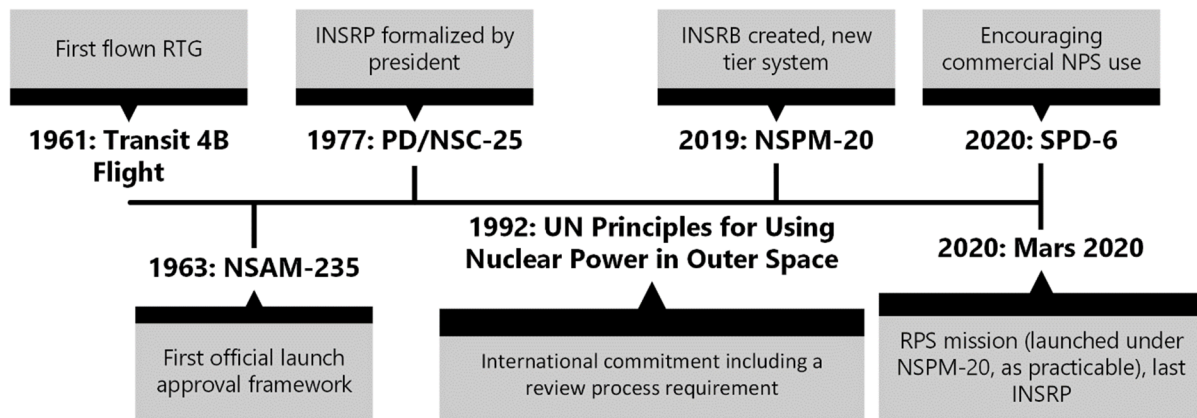 First flown RTG
1961: Transit 4B
Flight
INSRP formalized by
president
1977: PD/NSC-25
INSRB created, new
tier system
2019: NSPM-20
Encouraging
commercial NPS use
2020: SPD-6
1963: NSAM-235
First official launch
approval framework
1992: UN Principles for Using
Nuclear Power in Outer Space
International commitment including a
review process requirement
2020: Mars 2020
RPS mission (launched under
NSPM-20, as practicable), last
INSRP